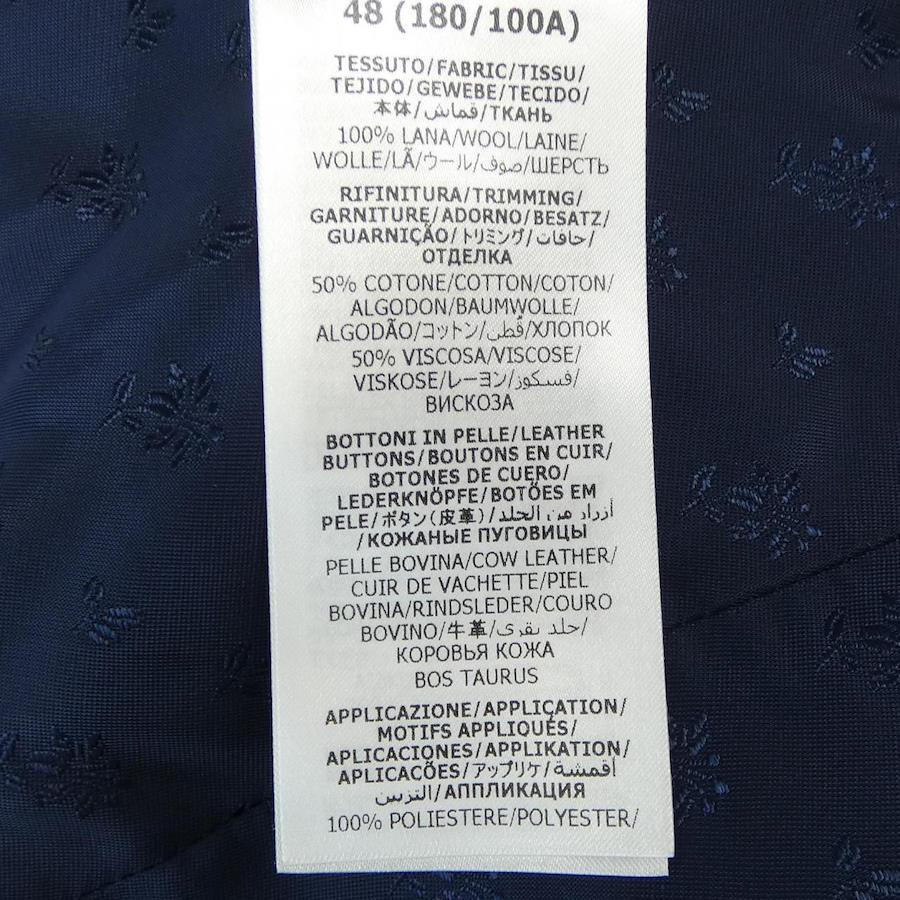 48 (180/100A)
TESSUTO/FABRIC/TISSU/
TEJIDO/GEWEBE/TECIDO/
本体/قماش/ТКАНЬ
100% LANA/WOOL/LAINE/
WOLLE/LÃ/ウール/صوف/ШЕРСТЬ
RIFINITURA/TRIMMING/
GARNITURE/ADORNO/BESATZ/
GUARNIÇÃO/トリミング/حافات/
ОТДЕЛКА
50% COTONE/COTTON/COTON/
ALGODON/BAUMWOLLE/
ALGODÃO/コットン/قُطن/ХЛОПОК
50% VISCOSA/VISCOSE/
VISKOSE/レーヨン/فسكوز/
ВИСКОЗА
BOTTONI IN PELLE/LEATHER
BUTTONS/BOUTONS EN CUIR/
BOTONES DE CUERO/
LEDERKNÖPFE/BOTÕES EM
PELE/ボタン(皮革)/أزرار من الجلد
/КОЖАНЫЕ ПУГОВИЦЫ
PELLE BOVINA/COW LEATHER/
CUIR DE VACHETTE/PIEL
BOVINA/RINDSLEDER/COURO
BOVINO/牛革/جلد بقري/
КОРОВЬЯ КОЖА
BOS TAURUS
APPLICAZIONE/APPLICATION/
MOTIFS APPLIQUÉS/
APLICACIONES/APPLIKATION/
APLICAÇÕES/アップリケ/أقمشة
التزيين/АППЛИКАЦИЯ
100% POLIESTERE/POLYESTER/